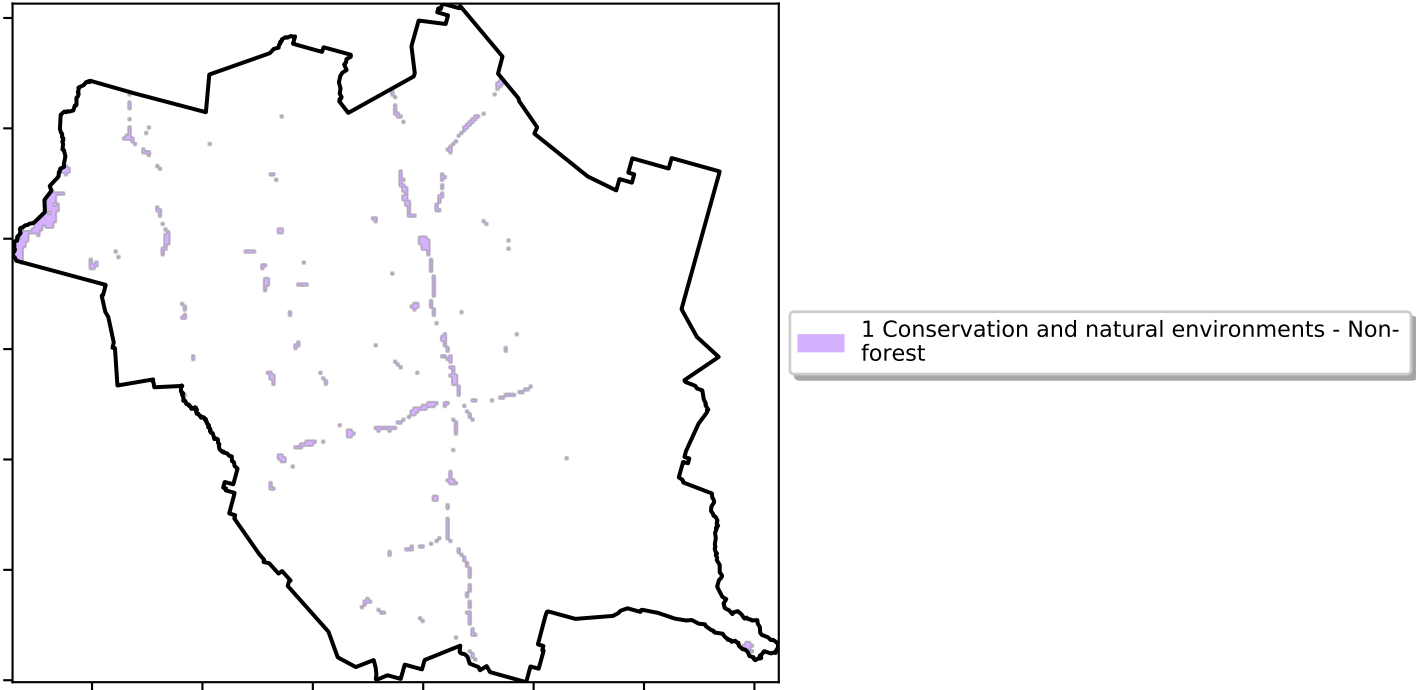 1 Conservation and natural environments - Non-
forest